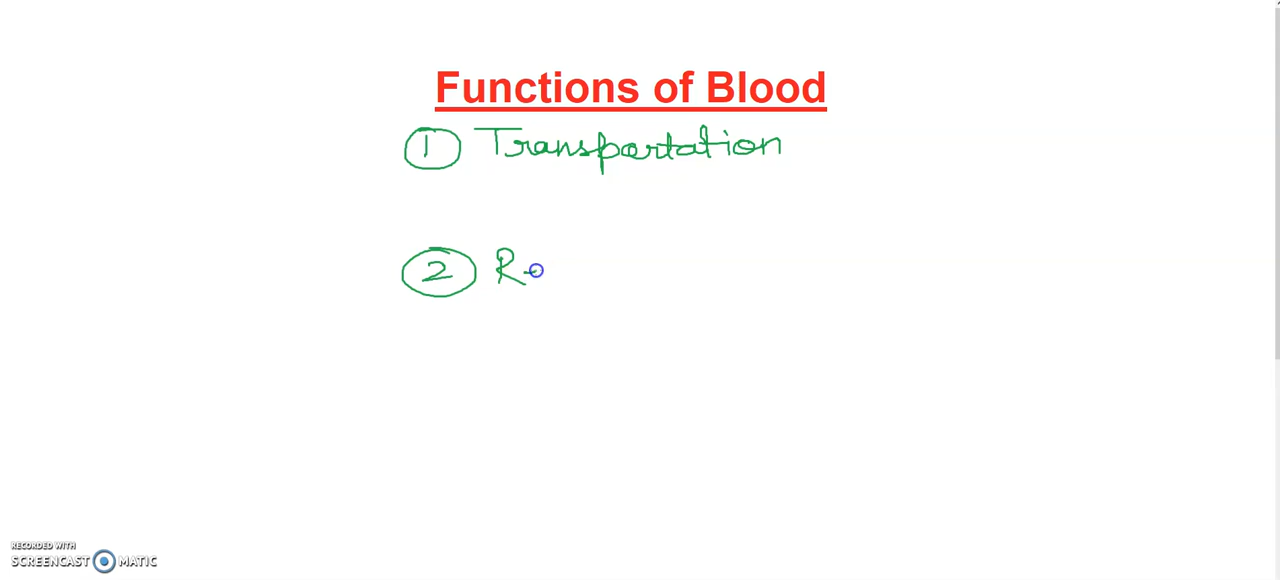 Functions of Blood
1 Transportation
2 R
RECORDED WITH
SCREENCAST MATIC